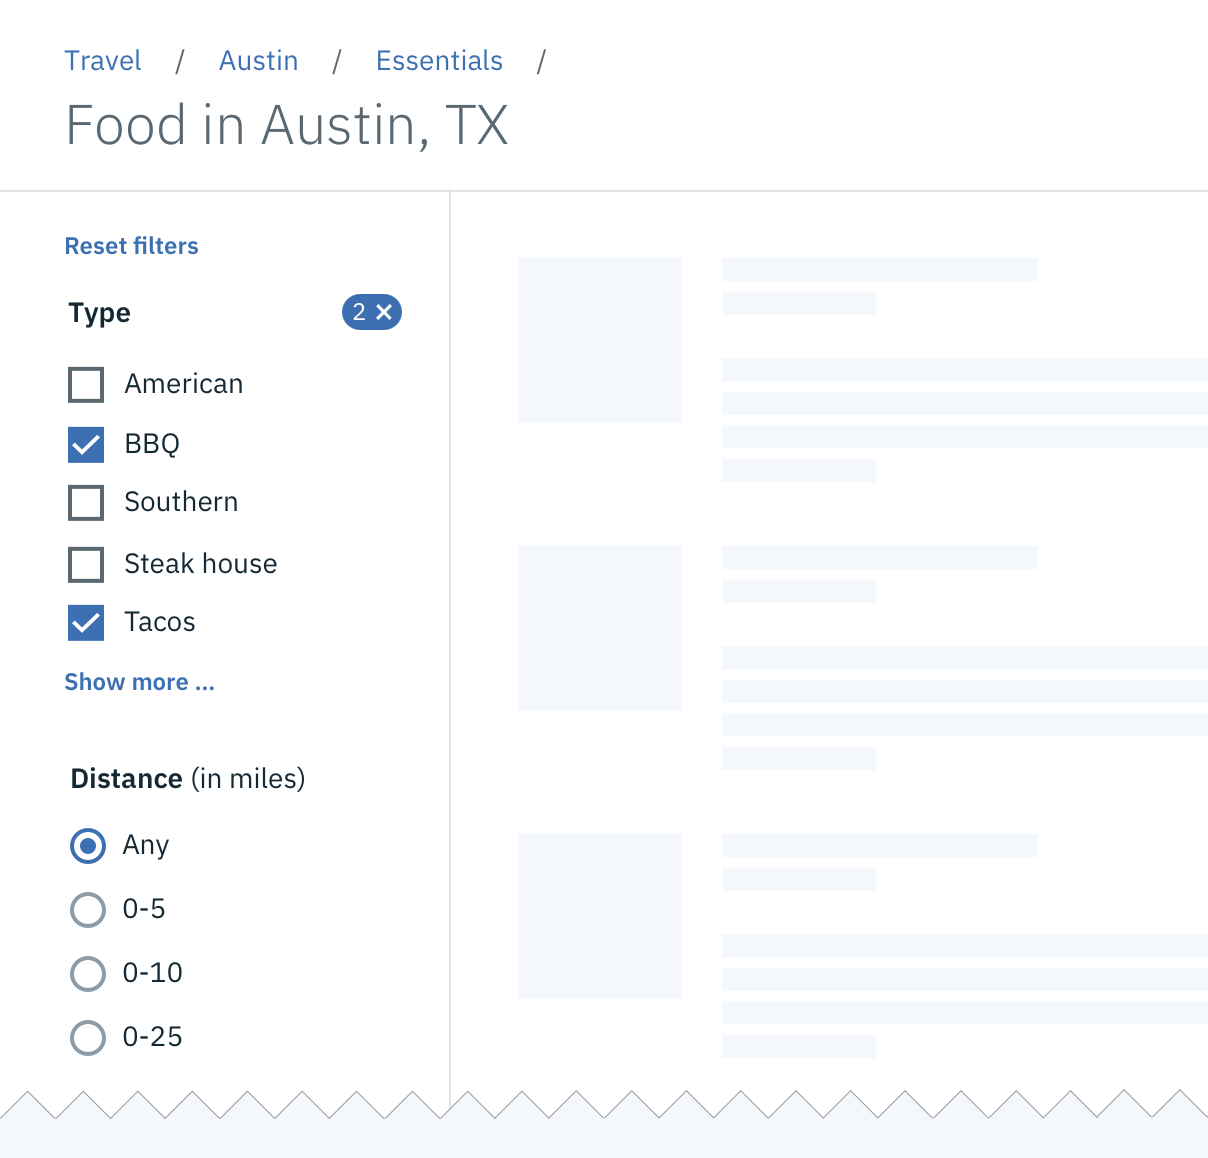 Travel / Austin / Essentials /
Food in Austin, TX
Reset filters
Type 2 ×
American
BBQ
Southern
Steak house
Tacos
Show more ...
Distance (in miles)
Any
0-5
0-10
0-25